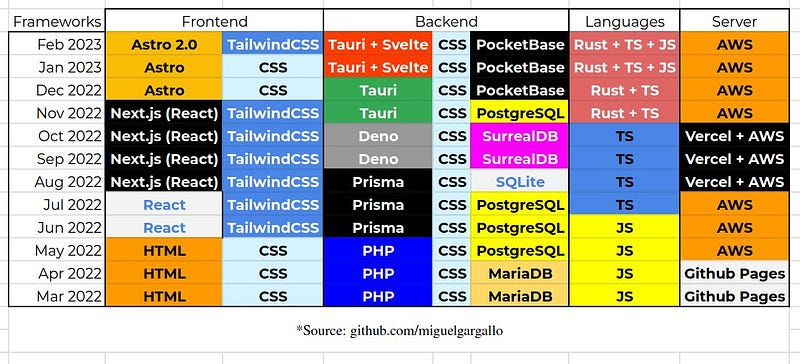 Frameworks Frontend Backend Languages Server
Feb 2023 Astro 2.0 TailwindCSS Tauri + Svelte CSS PocketBase Rust + TS + JS AWS
Jan 2023 Astro CSS Tauri + Svelte CSS PocketBase Rust + TS + JS AWS
Dec 2022 Astro CSS Tauri CSS PocketBase Rust + TS AWS
Nov 2022 Next.js (React) TailwindCSS Tauri CSS PostgreSQL Rust + TS AWS
Oct 2022 Next.js (React) TailwindCSS Deno CSS SurrealDB TS Vercel + AWS
Sep 2022 Next.js (React) TailwindCSS Deno CSS SurrealDB TS Vercel + AWS
Aug 2022 Next.js (React) TailwindCSS Prisma CSS SQLite TS Vercel + AWS
Jul 2022 React TailwindCSS Prisma CSS PostgreSQL TS AWS
Jun 2022 React TailwindCSS Prisma CSS PostgreSQL JS AWS
May 2022 HTML CSS PHP CSS PostgreSQL JS AWS
Apr 2022 HTML CSS PHP CSS MariaDB JS Github Pages
Mar 2022 HTML CSS PHP CSS MariaDB JS Github Pages
*Source: github.com/miguelgargallo